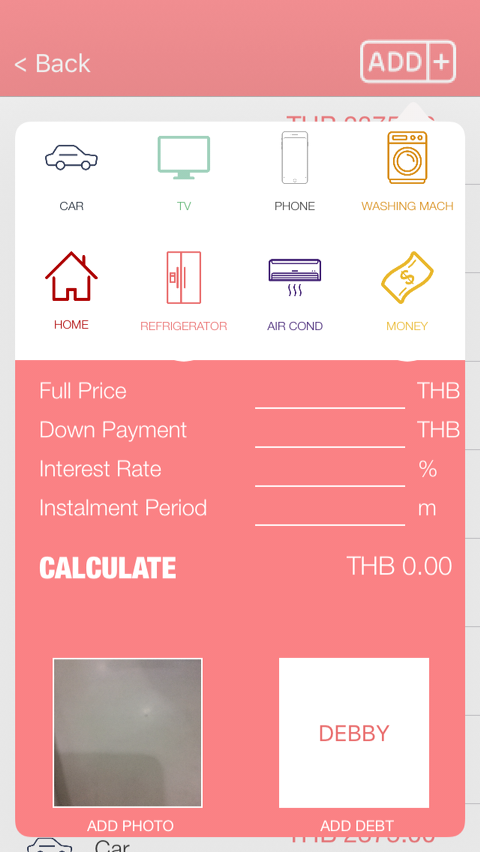 < Back
ADD +
CAR
TV
PHONE
WASHING MACH
HOME
REFRIGERATOR
AIR COND
MONEY
Full Price
THB
Down Payment
THB
Interest Rate
%
Instalment Period
m
CALCULATE
THB 0.00
DEBBY
ADD PHOTO
ADD DEBT
Car